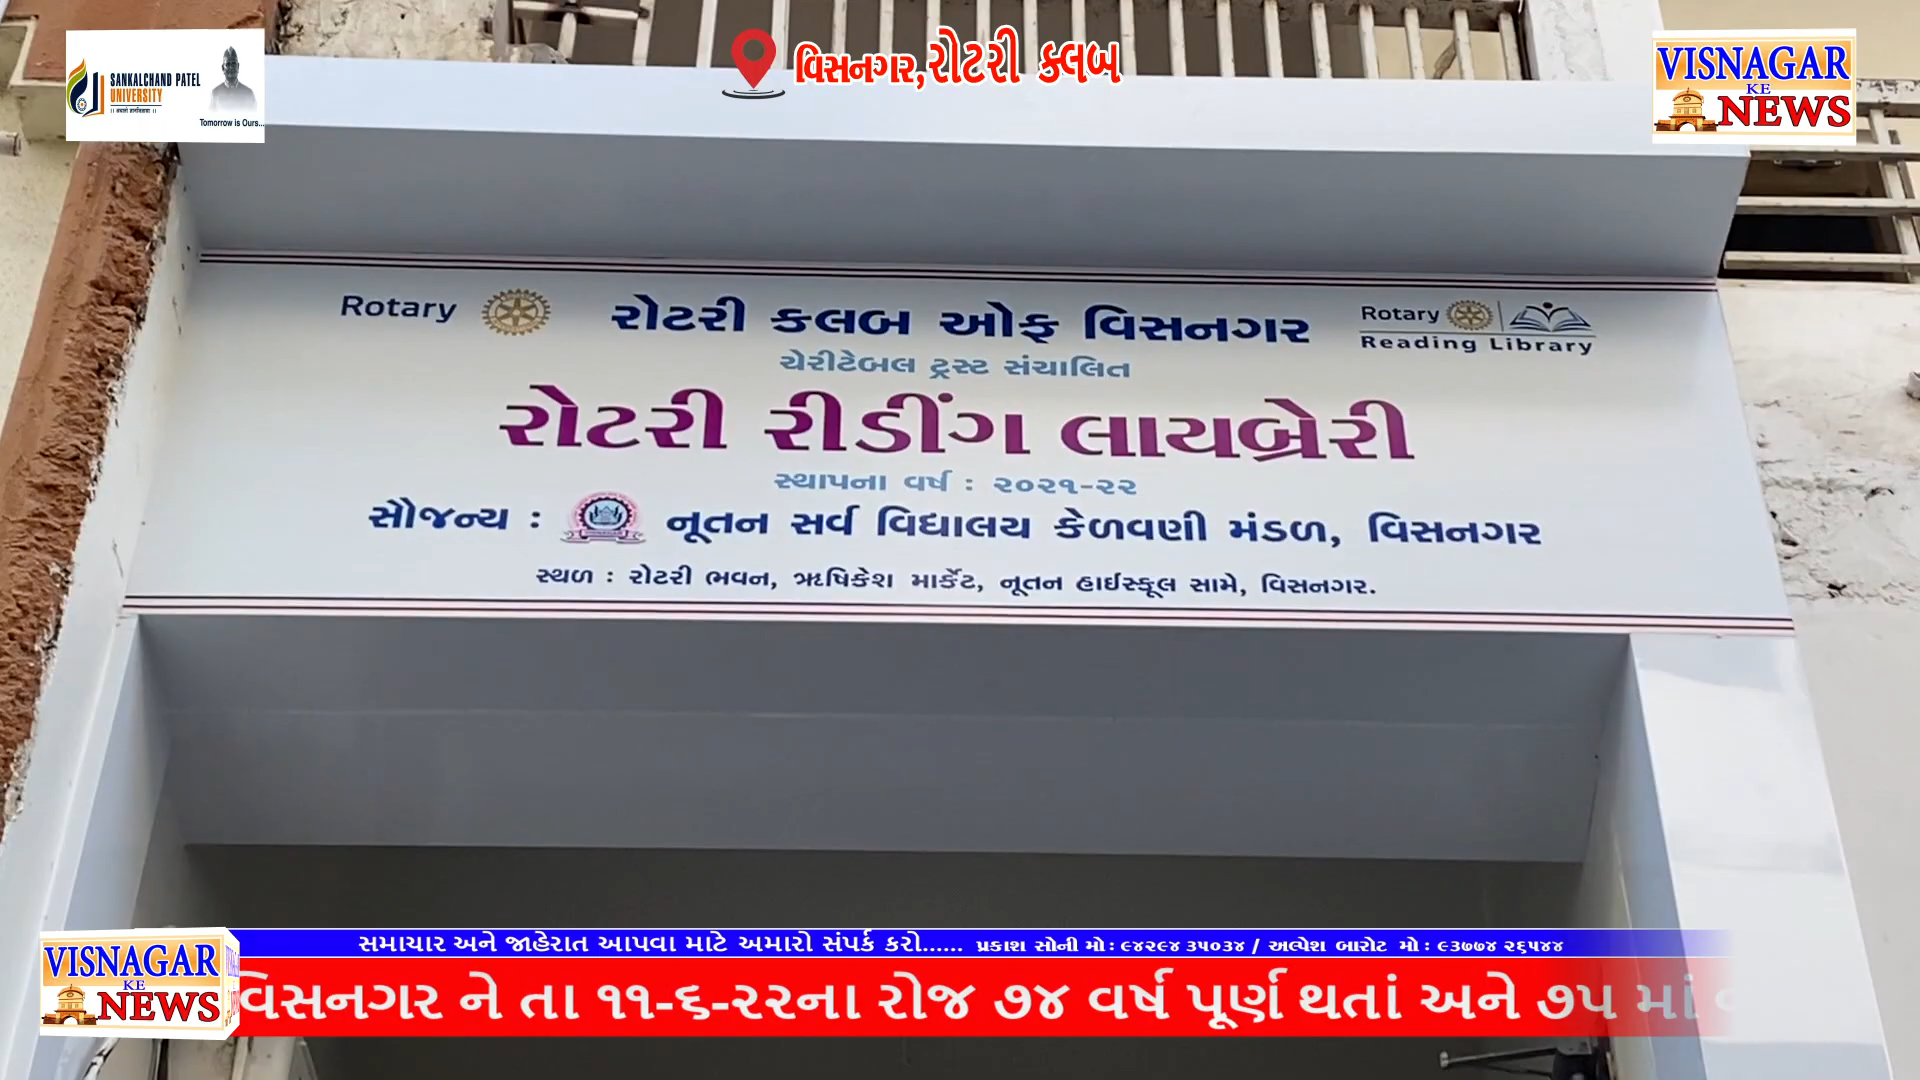 SANKALCHAND PATEL
UNIVERSITY
Tomorrow is Ours...
વિસનગર,રોટરી ક્લબ
VISNAGAR
KE
NEWS
Rotary
રોટરી કલબ ઓફ વિસનગર
Rotary
Reading Library
ચેરીટેબલ ટ્રસ્ટ સંચાલિત
રોટરી રીડીંગ લાયબ્રેરી
સ્થાપના વર્ષ : ૨૦૨૧-૨૨
સૌજન્ય : નૂતન સર્વ વિદ્યાલય કેળવણી મંડળ, વિસનગર
સ્થળ : રોટરી ભવન, ઋષિકેશ માર્કેટ, નૂતન હાઈસ્કૂલ સામે, વિસનગર.
સમાચાર અને જાહેરાત આપવા માટે અમારો સંપર્ક કરો...... પ્રકાશ સોની મો : ૯૪૨૯૪ ૩૫૦૩૪ / અલ્પેશ બારોટ મો : ૯૩૭૭૪ ૨૬૫૪૪
VISNAGAR
KE
NEWS
વિસનગર ને તા ૧૧-૬-૨૨ના રોજ ૭૪ વર્ષ પૂર્ણ થતાં અને ૭૫ માં